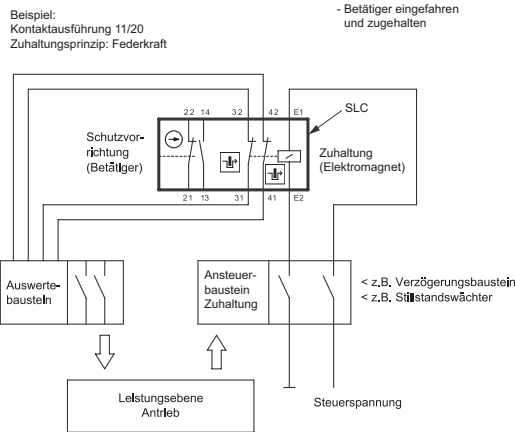 Beispiel:
Kontaktausführung 11/20
Zuhaltungsprinzip: Federkraft
- Betätiger eingefahren
und zugehalten
SLC
22 14 32 42 E1
Schutzvor-
richtung
(Betätiger)
Zuhaltung
(Elektromagnet)
21 13 31 41 E2
Auswerte-
baustein
Ansteuer-
baustein
Zuhaltung
< z.B. Verzögerungsbaustein
< z.B. Stillstandswächter
Leistungsebene
Antrieb
Steuerspannung